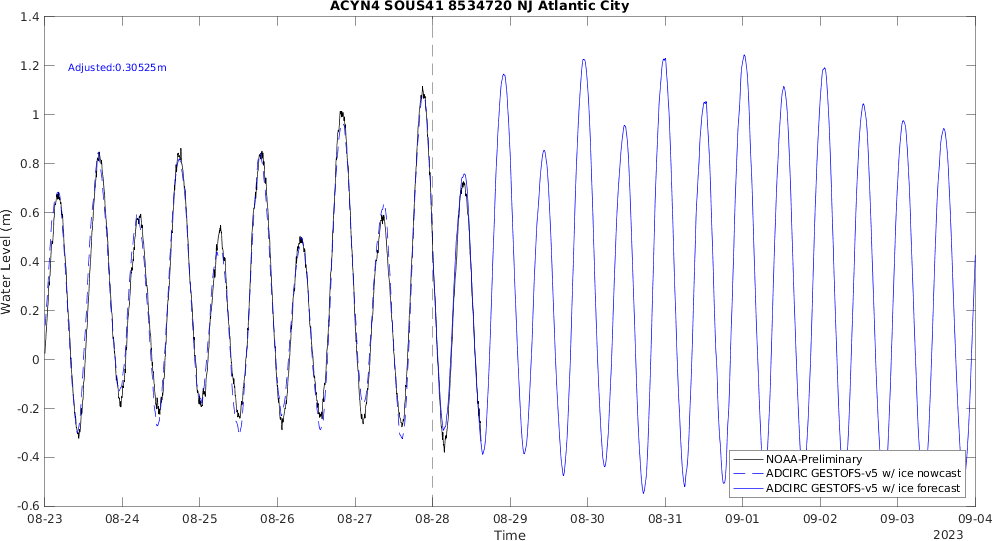 ACYN4 SOUS41 8534720 NJ Atlantic City
1.4
1.2
1
0.8
0.6
0.4
0.2
0
-0.2
-0.4
-0.6
Water Level (m)
Adjusted:0.30525m
NOAA-Preliminary
ADCIRC GESTOFS-v5 w/ ice nowcast
ADCIRC GESTOFS-v5 w/ ice forecast
08-23 08-24 08-25 08-26 08-27 08-28 08-29 08-30 08-31 09-01 09-02 09-03 09-04
Time
2023